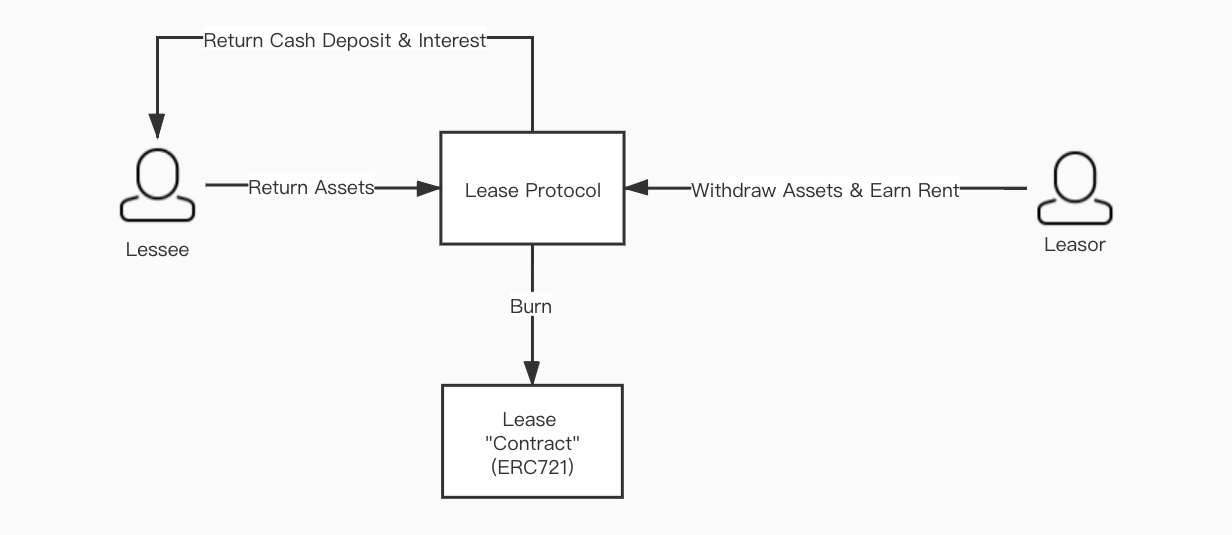 Return Cash Deposit & Interest
Return Assets
Lease Protocol
Withdraw Assets & Earn Rent
Lessee
Leasor
Burn
Lease
"Contract"
(ERC721)